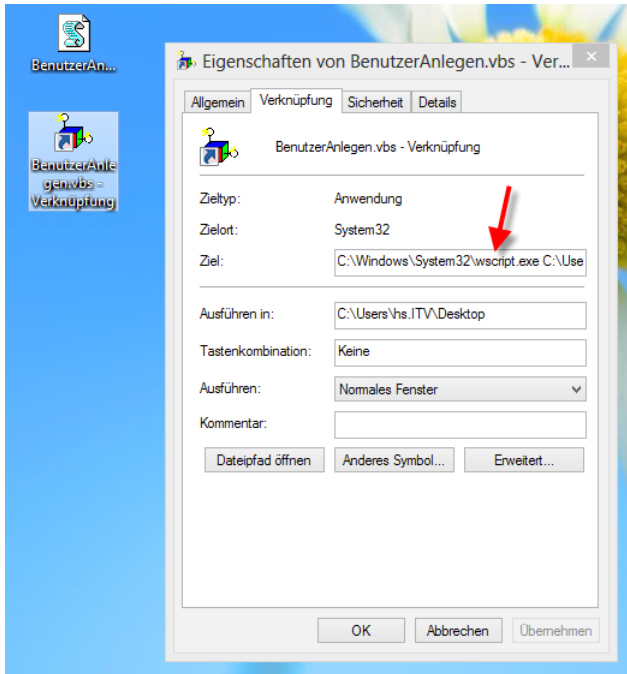 BenutzerAn...
BenutzerAnle
gen.vbs -
Verknüpfung
Eigenschaften von BenutzerAnlegen.vbs - Ver...
Allgemein Verknüpfung Sicherheit Details
BenutzerAnlegen.vbs - Verknüpfung
Zieltyp: Anwendung
Zielort: System32
Ziel: C:\Windows\System32\wscript.exe C:\Use
Ausführen in: C:\Users\hs.ITV\Desktop
Tastenkombination: Keine
Ausführen: Normales Fenster
Kommentar:
Dateipfad öffnen Anderes Symbol... Erweitert...
OK Abbrechen Übernehmen